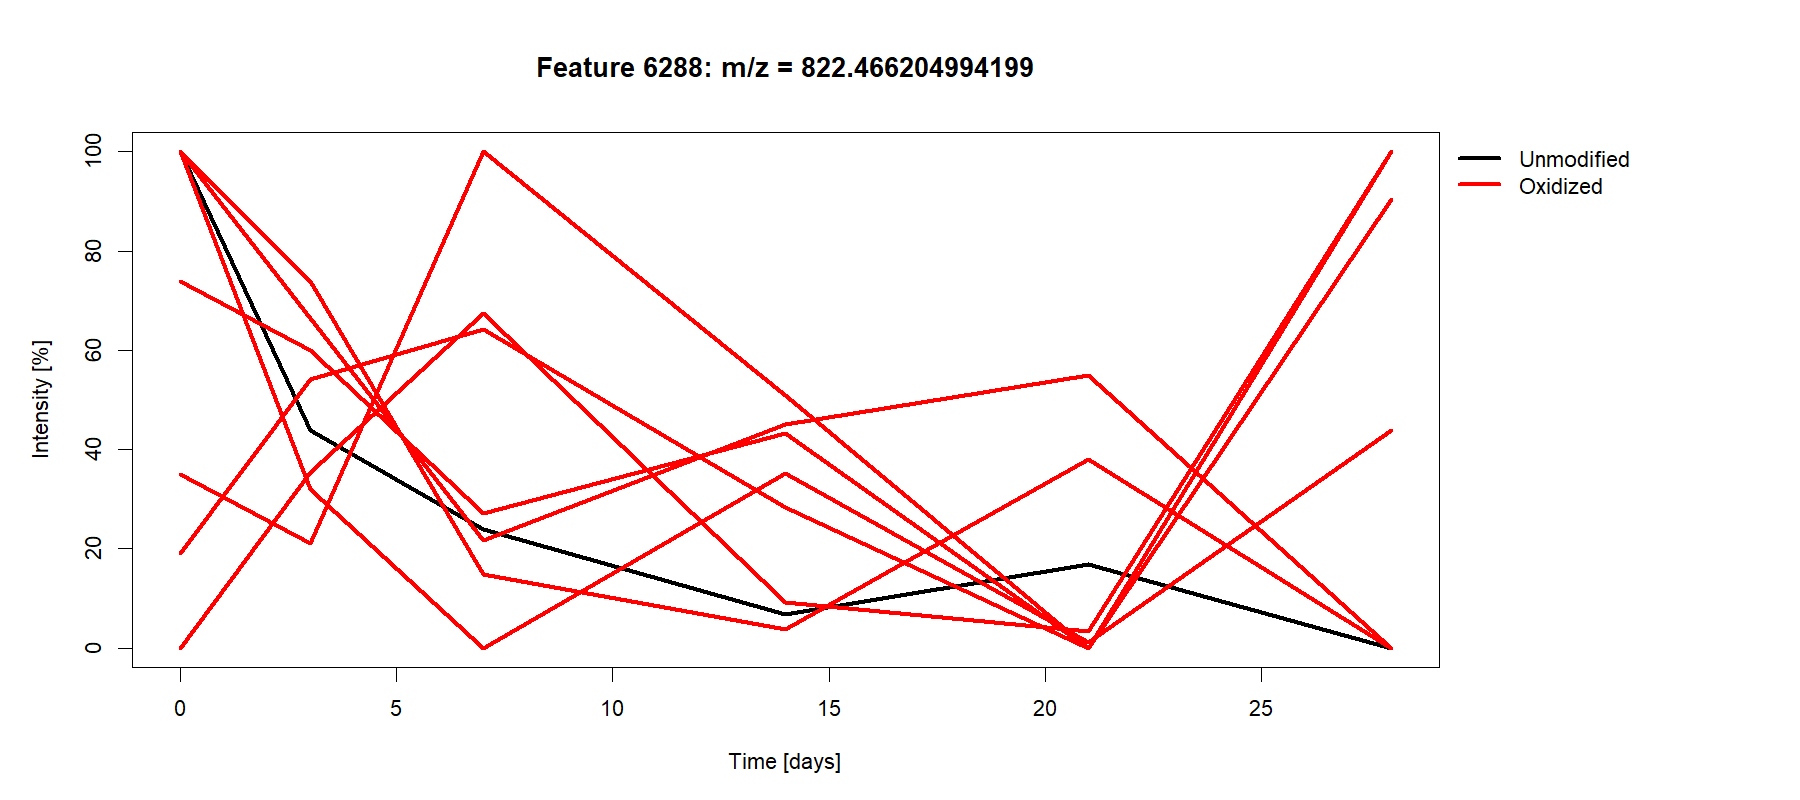 Feature 6288: m/z = 822.466204994199
Unmodified
Oxidized
Intensity [%]
100
80
60
40
20
0
0 5 10 15 20 25
Time [days]